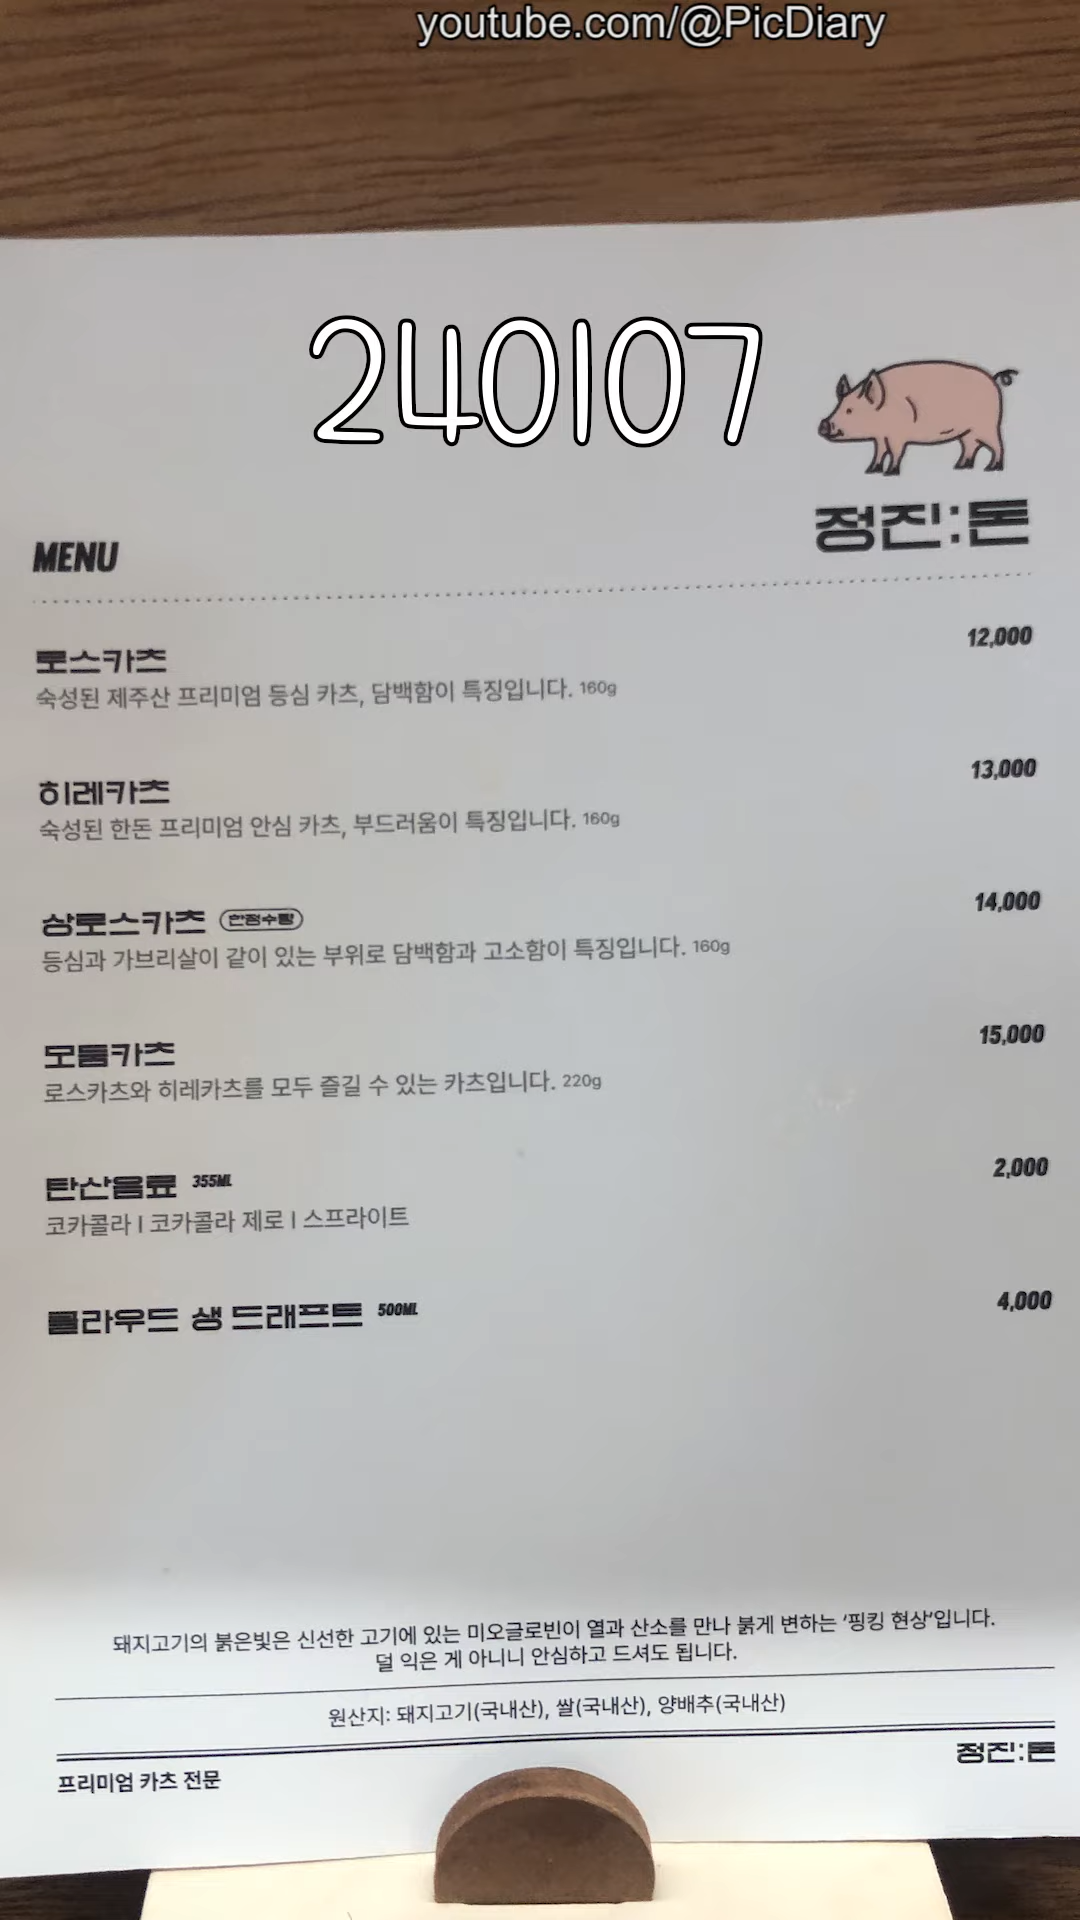 youtube.com/@PicDiary
240107
정진:돈
MENU
로스카츠 12,000
숙성된 제주산 프리미엄 등심 카츠, 담백함이 특징입니다. 160g
히레카츠 13,000
숙성된 한돈 프리미엄 안심 카츠, 부드러움이 특징입니다. 160g
상로스카츠 한정수량 14,000
등심과 가브리살이 같이 있는 부위로 담백함과 고소함이 특징입니다. 160g
모듬카츠 15,000
로스카츠와 히레카츠를 모두 즐길 수 있는 카츠입니다. 220g
탄산음료 355ML 2,000
코카콜라 | 코카콜라 제로 | 스프라이트
클라우드 생 드래프트 500ML 4,000
돼지고기의 붉은빛은 신선한 고기에 있는 미오글로빈이 열과 산소를 만나 붉게 변하는 '핑킹 현상'입니다.
덜 익은 게 아니니 안심하고 드셔도 됩니다.
원산지: 돼지고기(국내산), 쌀(국내산), 양배추(국내산)
정진:돈
프리미엄 카츠 전문